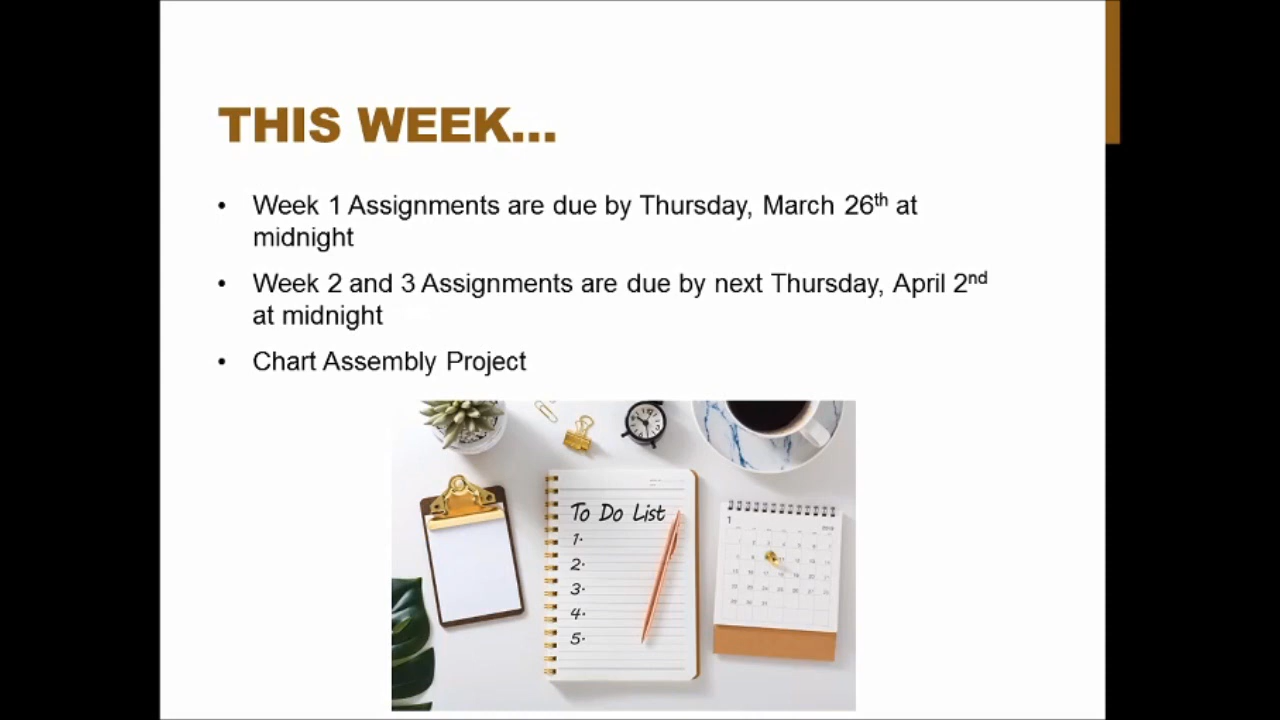 THIS WEEK...
• Week 1 Assignments are due by Thursday, March 26th at
midnight
• Week 2 and 3 Assignments are due by next Thursday, April 2nd
at midnight
• Chart Assembly Project
To Do List
1.
2.
3.
4.
5.
1